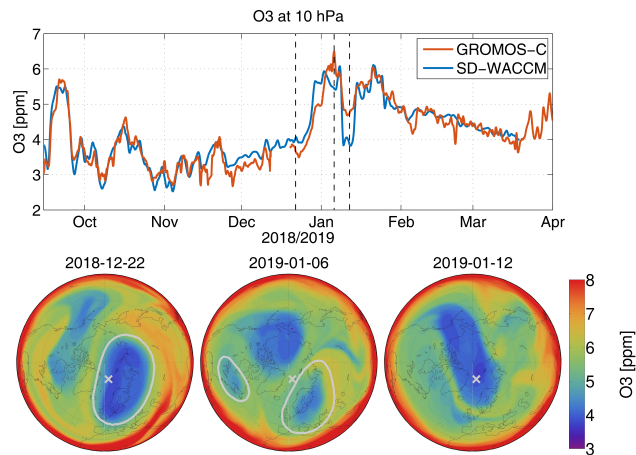 O3 at 10 hPa
7
6
5
4
3
2
O3 [ppm]
GROMOS-C
SD-WACCM
Oct Nov Dec Jan Feb Mar Apr
2018/2019
2018-12-22 2019-01-06 2019-01-12
8
7
6
5
4
3
O3 [ppm]